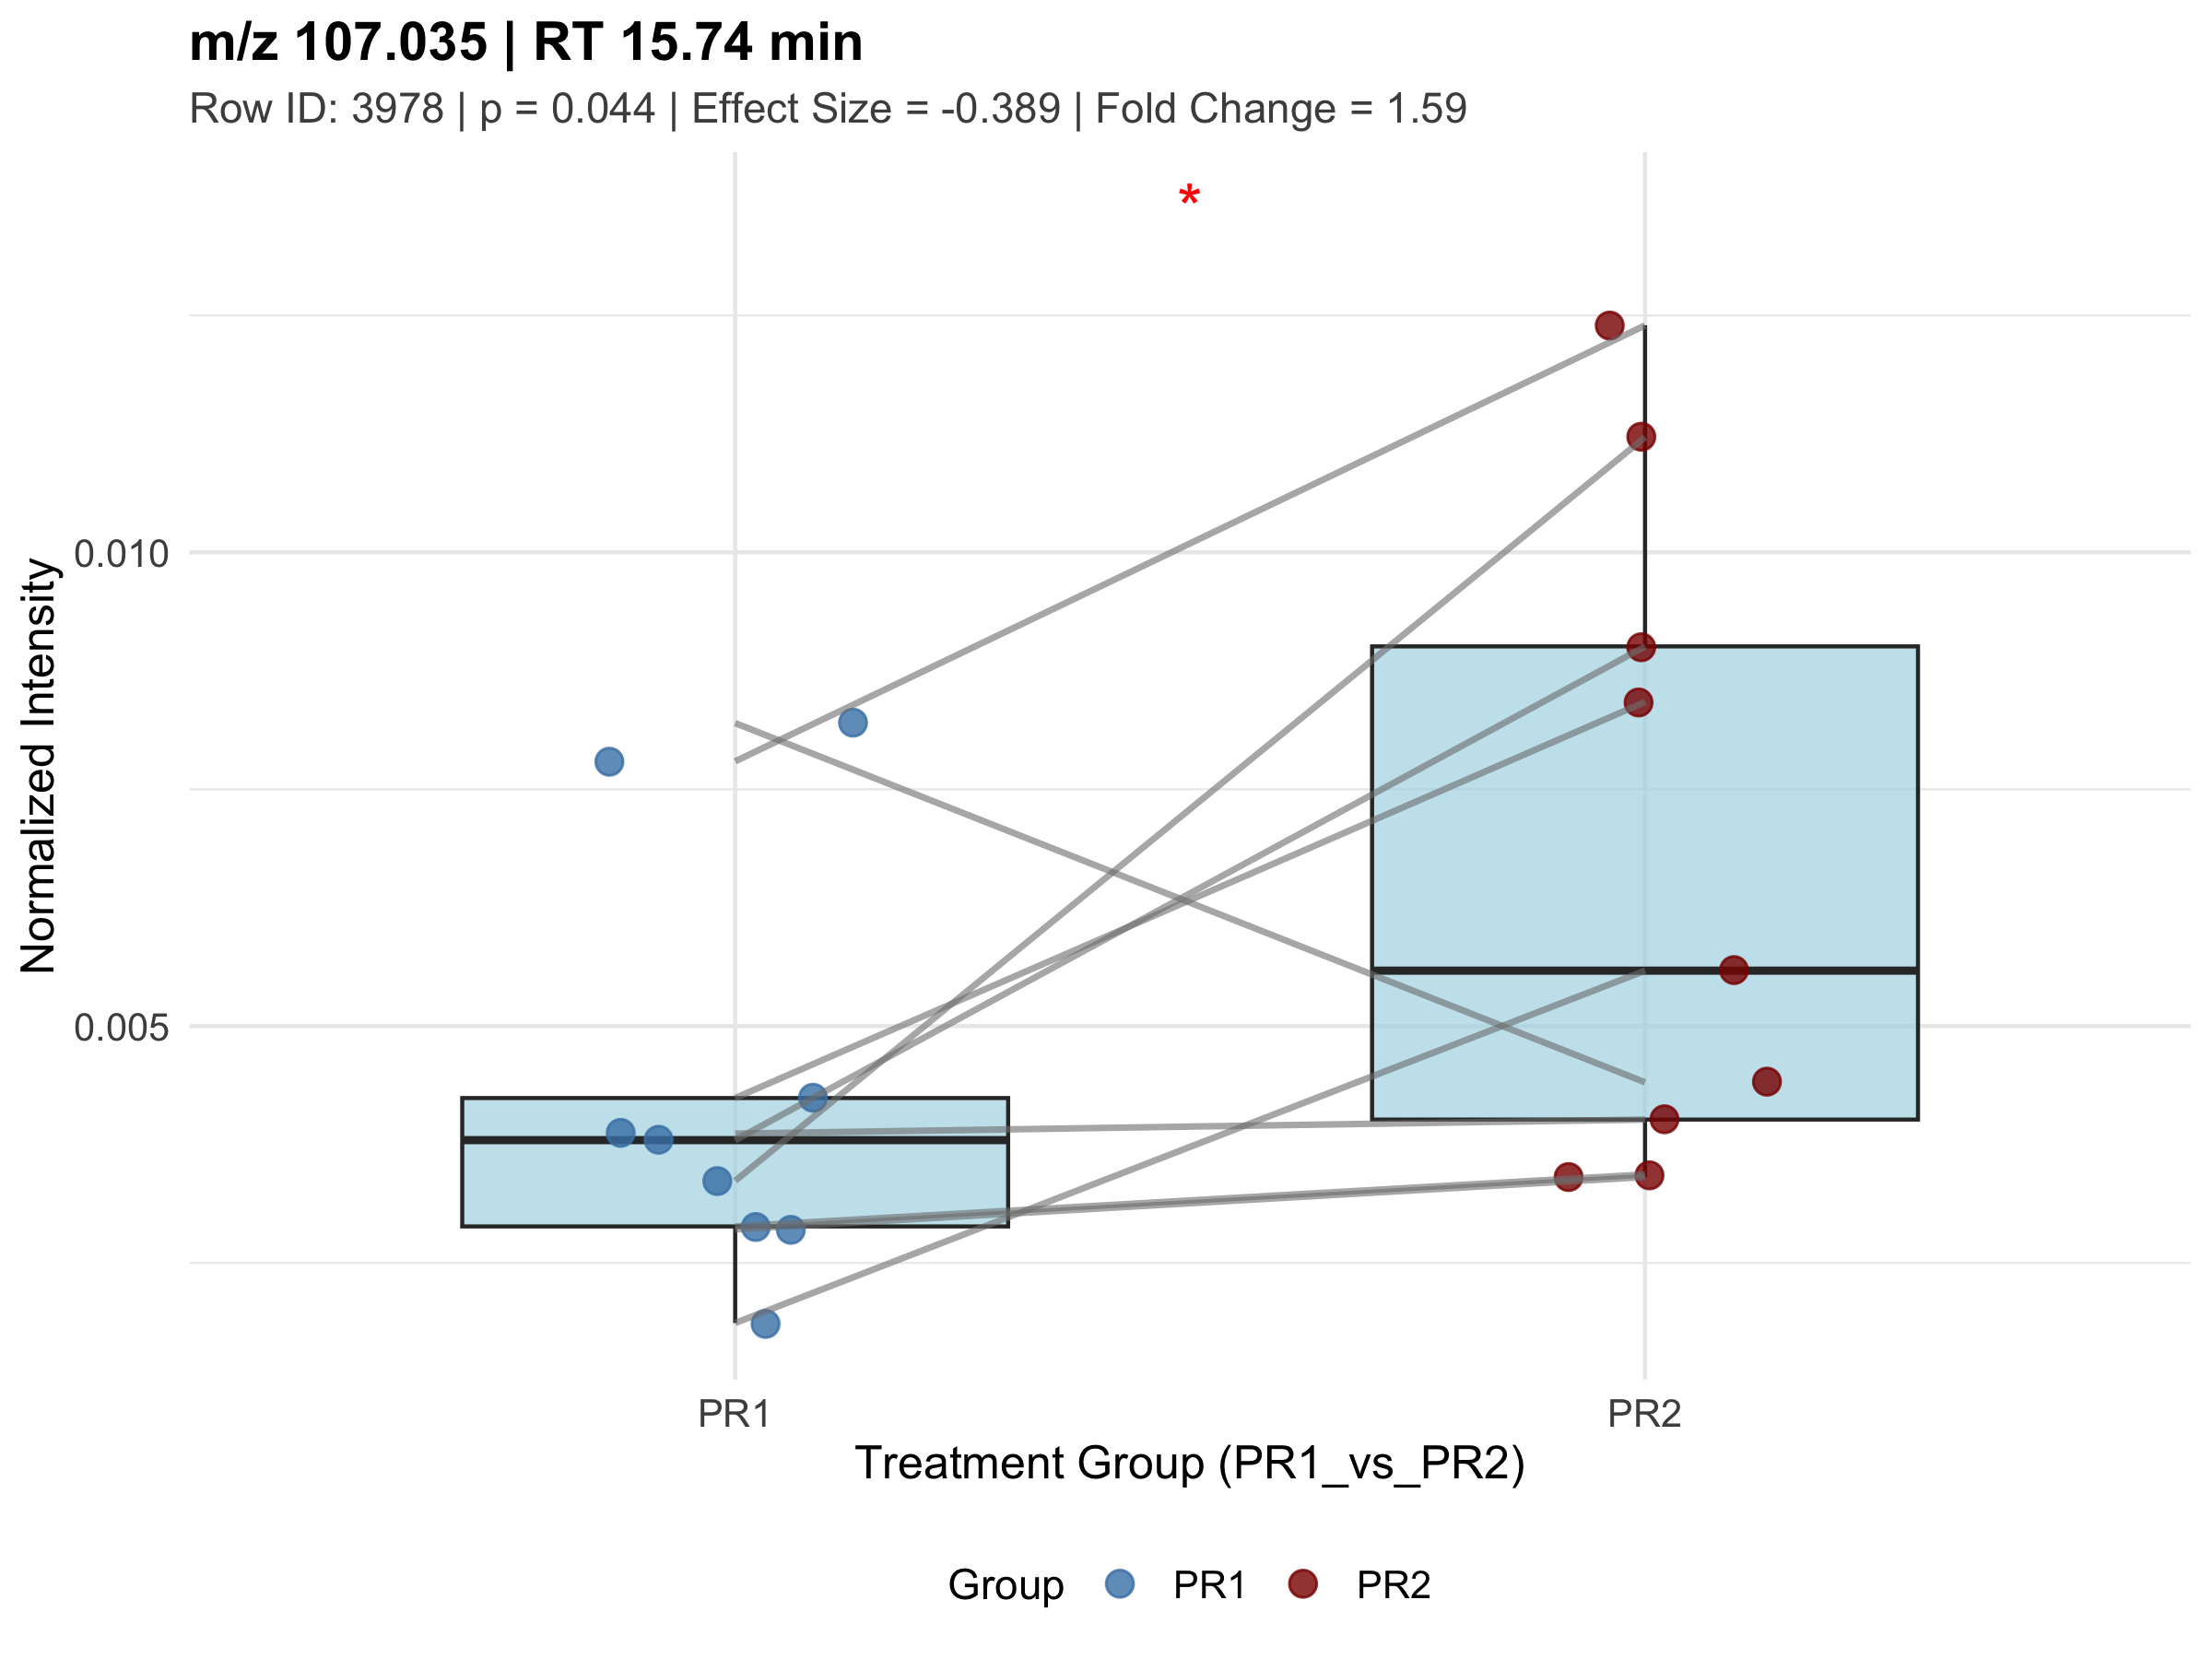 m/z 107.035 | RT 15.74 min
Row ID: 3978 | p = 0.044 | Effect Size = -0.389 | Fold Change = 1.59
*
Normalized Intensity
0.010
0.005
PR1 PR2
Treatment Group (PR1_vs_PR2)
Group PR1 PR2